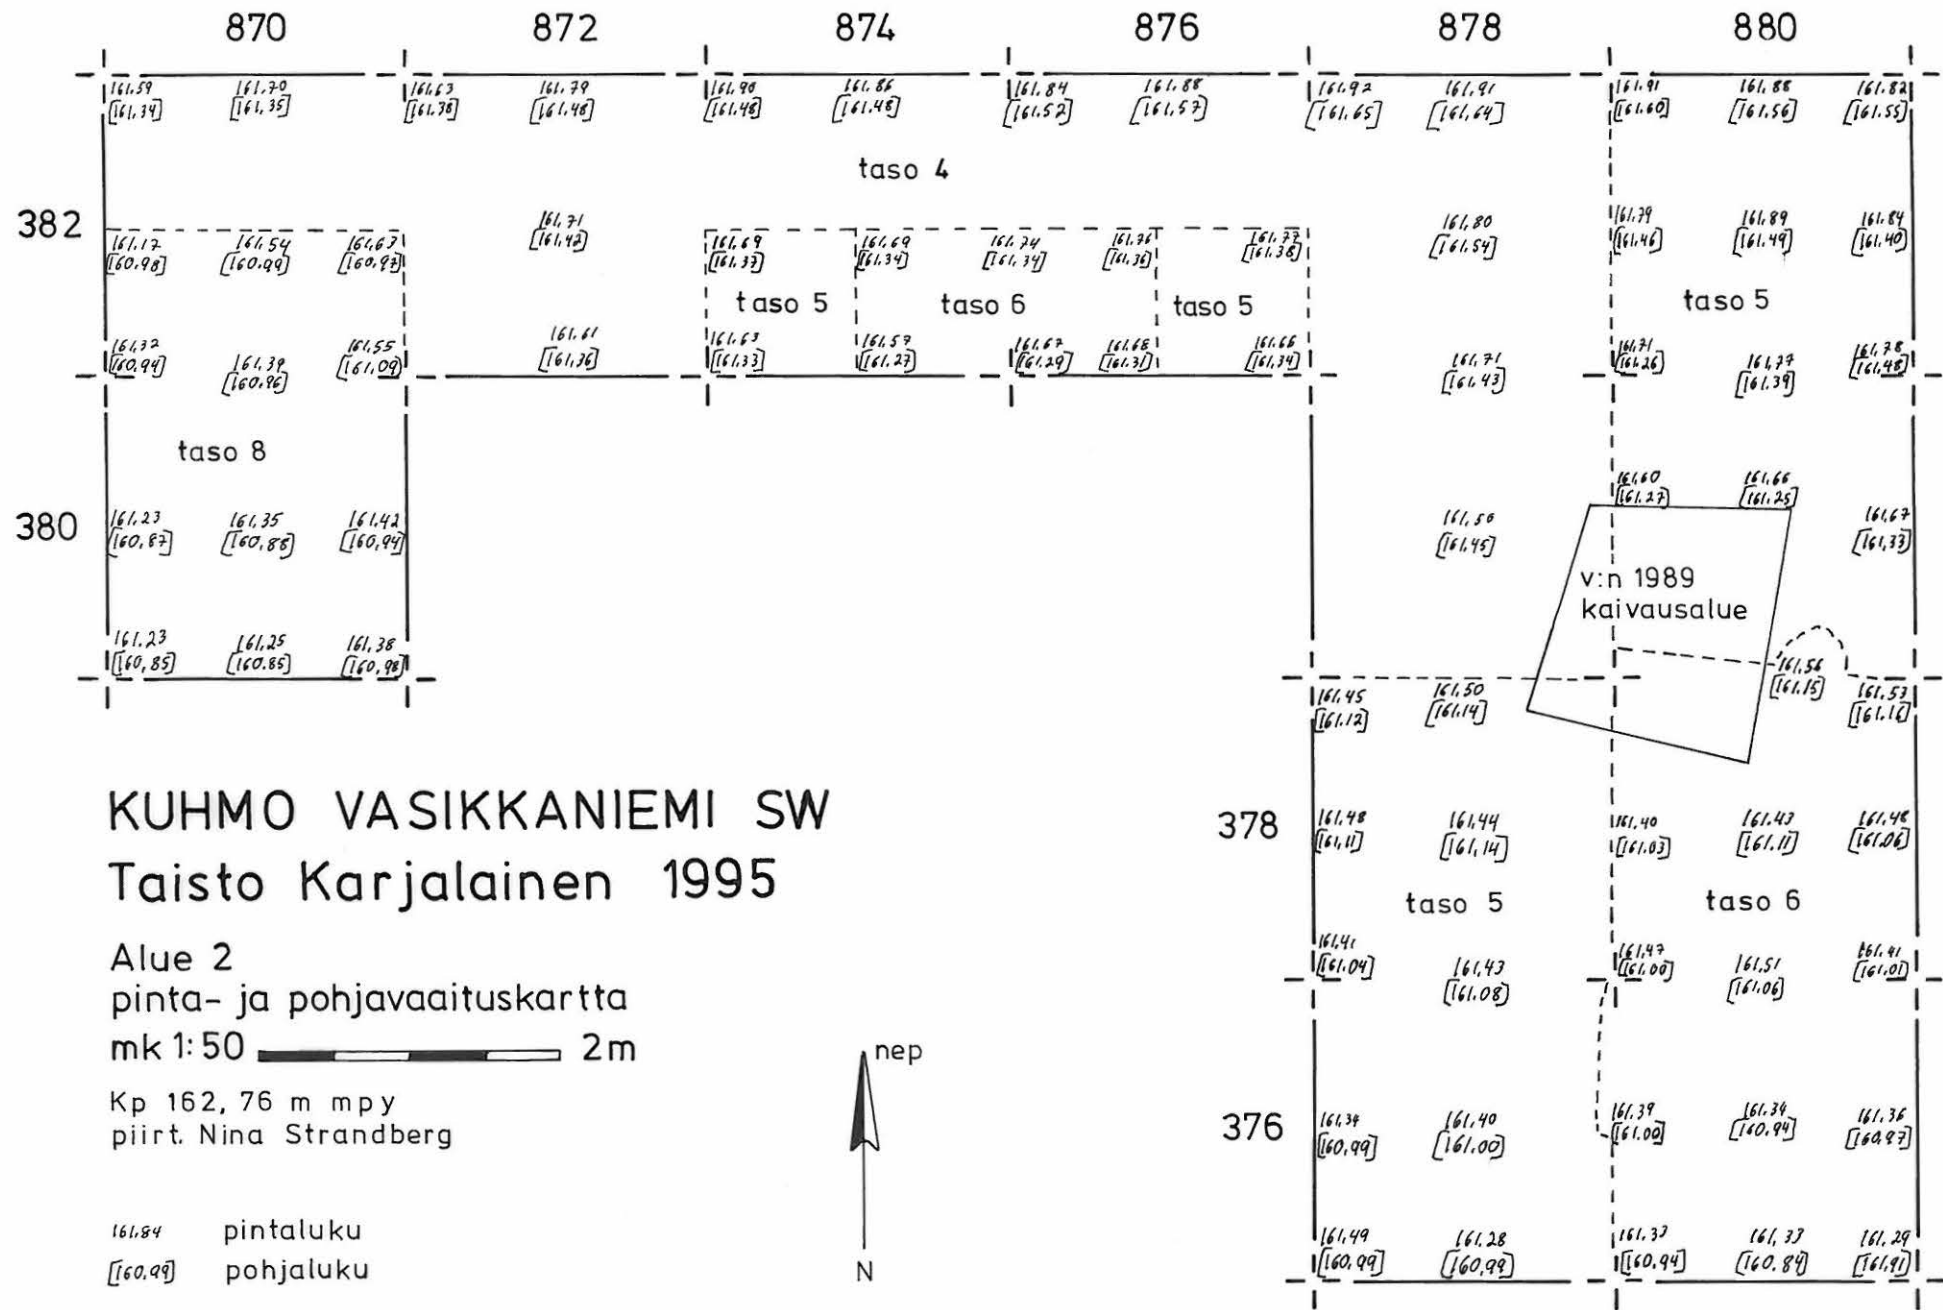 870 872 874 876 878 880
161,59 161,70 161,63 161,79 161,90 161,86 161,84 161,88 161,92 161,91 161,91 161,88 161,82
[161,34] [161,35] [161,38] [161,48] [161,48] [161,48] [161,52] [161,57] [161,65] [161,64] [161,60] [161,56] [161,55]
taso 4
382
161,71 161,80 161,79 161,89 161,84
[161,42] [161,54] [161,46] [161,49] [161,40]
161,17 161,54 161,63 161,69 161,69 161,74 161,76 161,77
[160,98] [160,99] [160,97] [161,37] [161,34] [161,34] [161,36] [161,38]
taso 5 taso 6 taso 5 taso 5
161,32 161,39 161,55 161,61 161,63 161,57 161,67 161,68 161,66 161,71 161,71 161,77 161,78
[160,94] [160,96] [161,09] [161,36] [161,33] [161,27] [161,29] [161,31] [161,34] [161,43] [161,26] [161,39] [161,48]
taso 8
161,60 161,66
[161,27] [161,25]
380
161,23 161,35 161,42 161,56 161,67
[160,87] [160,88] [160,94] [161,45] [161,33]
v:n 1989
kaivausalue
161,23 161,25 161,38
[160,85] [160,85] [160,98]
161,45 161,50 161,56 161,53
[161,12] [161,14] [161,15] [161,16]
KUHMO VASIKKANIEMI SW
Taisto Karjalainen 1995
378
161,48 161,44 161,40 161,43 161,48
[161,11] [161,14] [161,03] [161,11] [161,06]
taso 5 taso 6
Alue 2
pinta- ja pohjavaaituskartta
mk 1:50 2m
161,41 161,43 161,47 161,51 161,41
[161,04] [161,08] [161,00] [161,06] [161,01]
Kp 162,76 m mpy
piirt. Nina Strandberg
nep
N
376
161,34 161,40 161,39 161,34 161,36
[160,99] [161,00] [161,00] [160,94] [160,97]
161,84 pintaluku
[160,99] pohjaluku
161,49 161,28 161,33 161,33 161,29
[160,99] [160,99] [160,94] [160,84] [161,91]